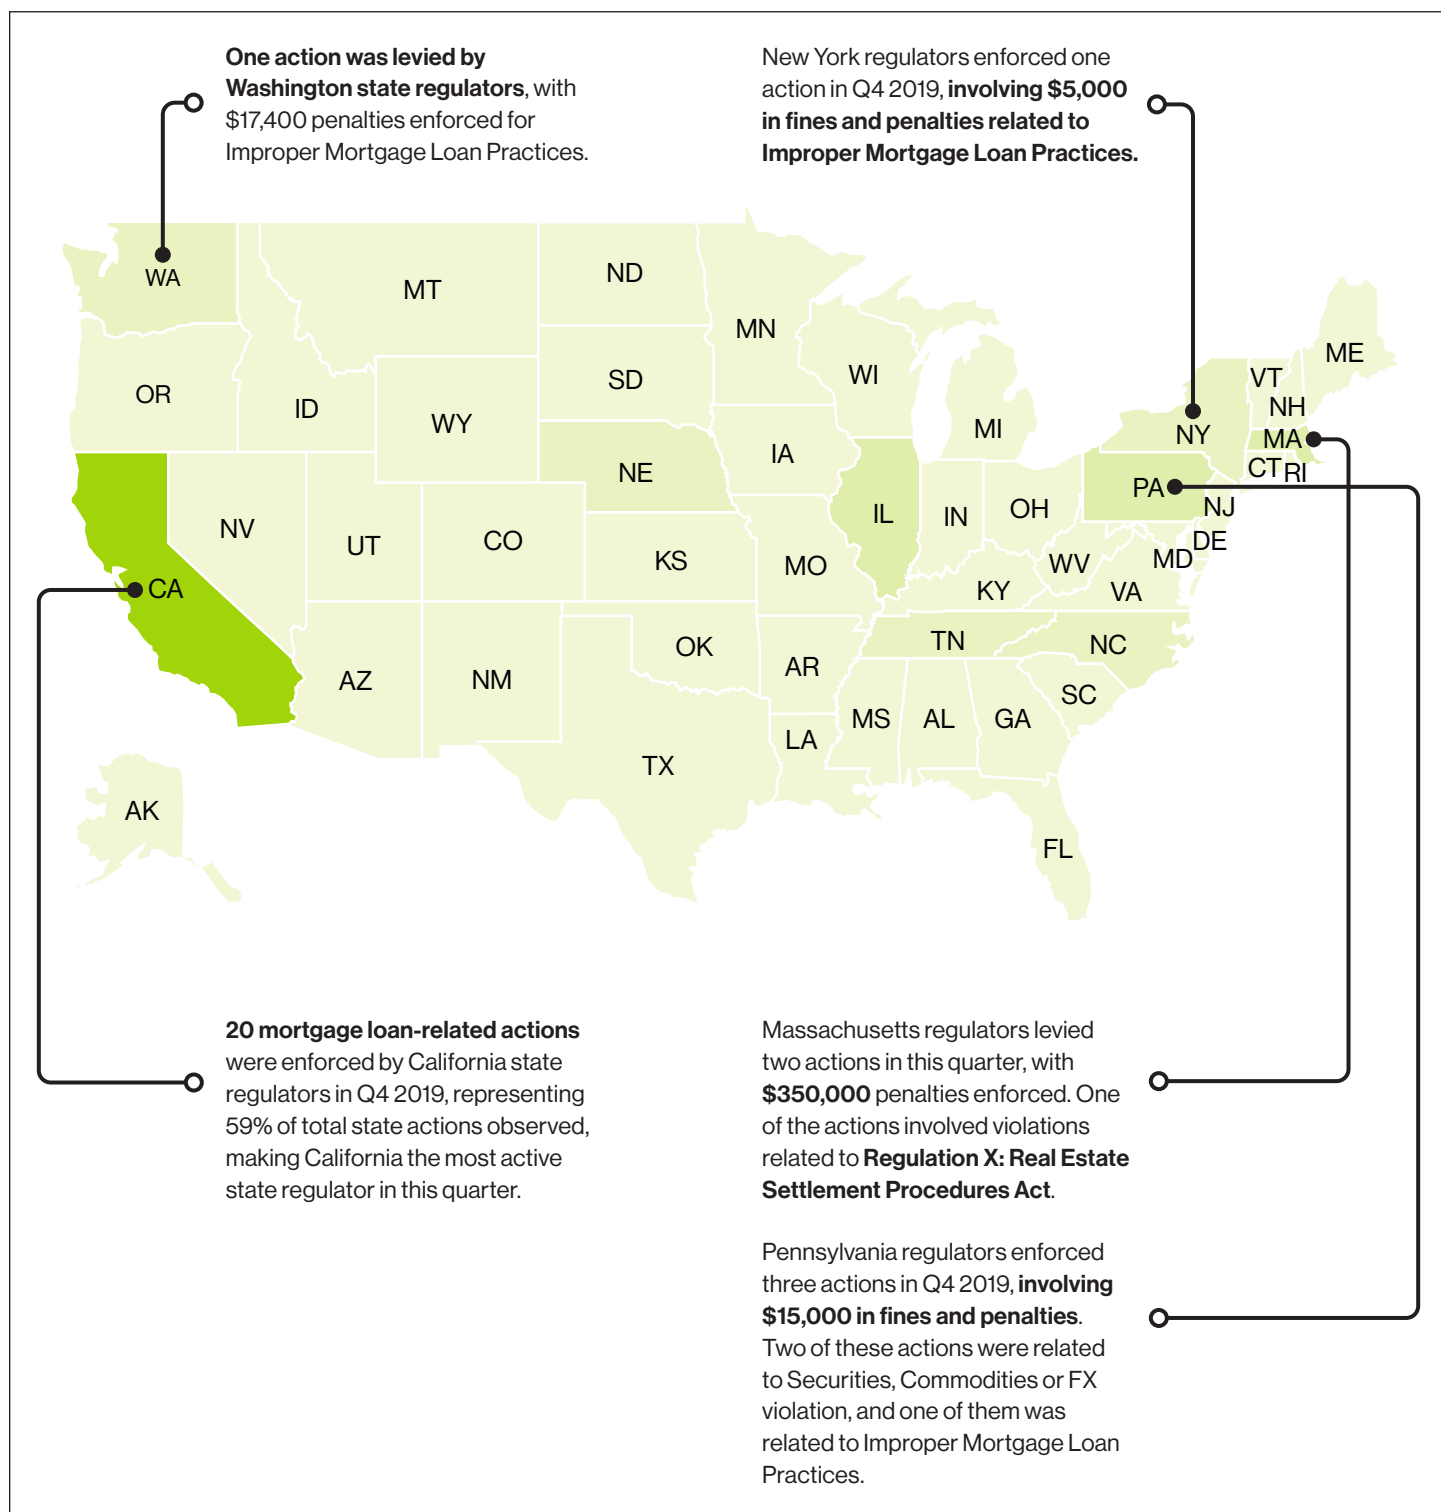 One action was levied by
Washington state regulators, with
$17,400 penalties enforced for
Improper Mortgage Loan Practices.
New York regulators enforced one
action in Q4 2019, involving $5,000
in fines and penalties related to
Improper Mortgage Loan Practices.
WA
MT
ND
MN
OR
ID
WY
SD
WI
MI
NY
VT
NH
ME
MA
CT
RI
NE
IA
PA
NJ
NV
UT
CO
KS
MO
IL
IN
OH
WV
MD
DE
VA
KY
CA
AZ
NM
OK
AR
TN
NC
SC
MS
AL
GA
LA
TX
FL
AK
20 mortgage loan-related actions
were enforced by California state
regulators in Q4 2019, representing
59% of total state actions observed,
making California the most active
state regulator in this quarter.
Massachusetts regulators levied
two actions in this quarter, with
$350,000 penalties enforced. One
of the actions involved violations
related to Regulation X: Real Estate
Settlement Procedures Act.
Pennsylvania regulators enforced
three actions in Q4 2019, involving
$15,000 in fines and penalties.
Two of these actions were related
to Securities, Commodities or FX
violation, and one of them was
related to Improper Mortgage Loan
Practices.